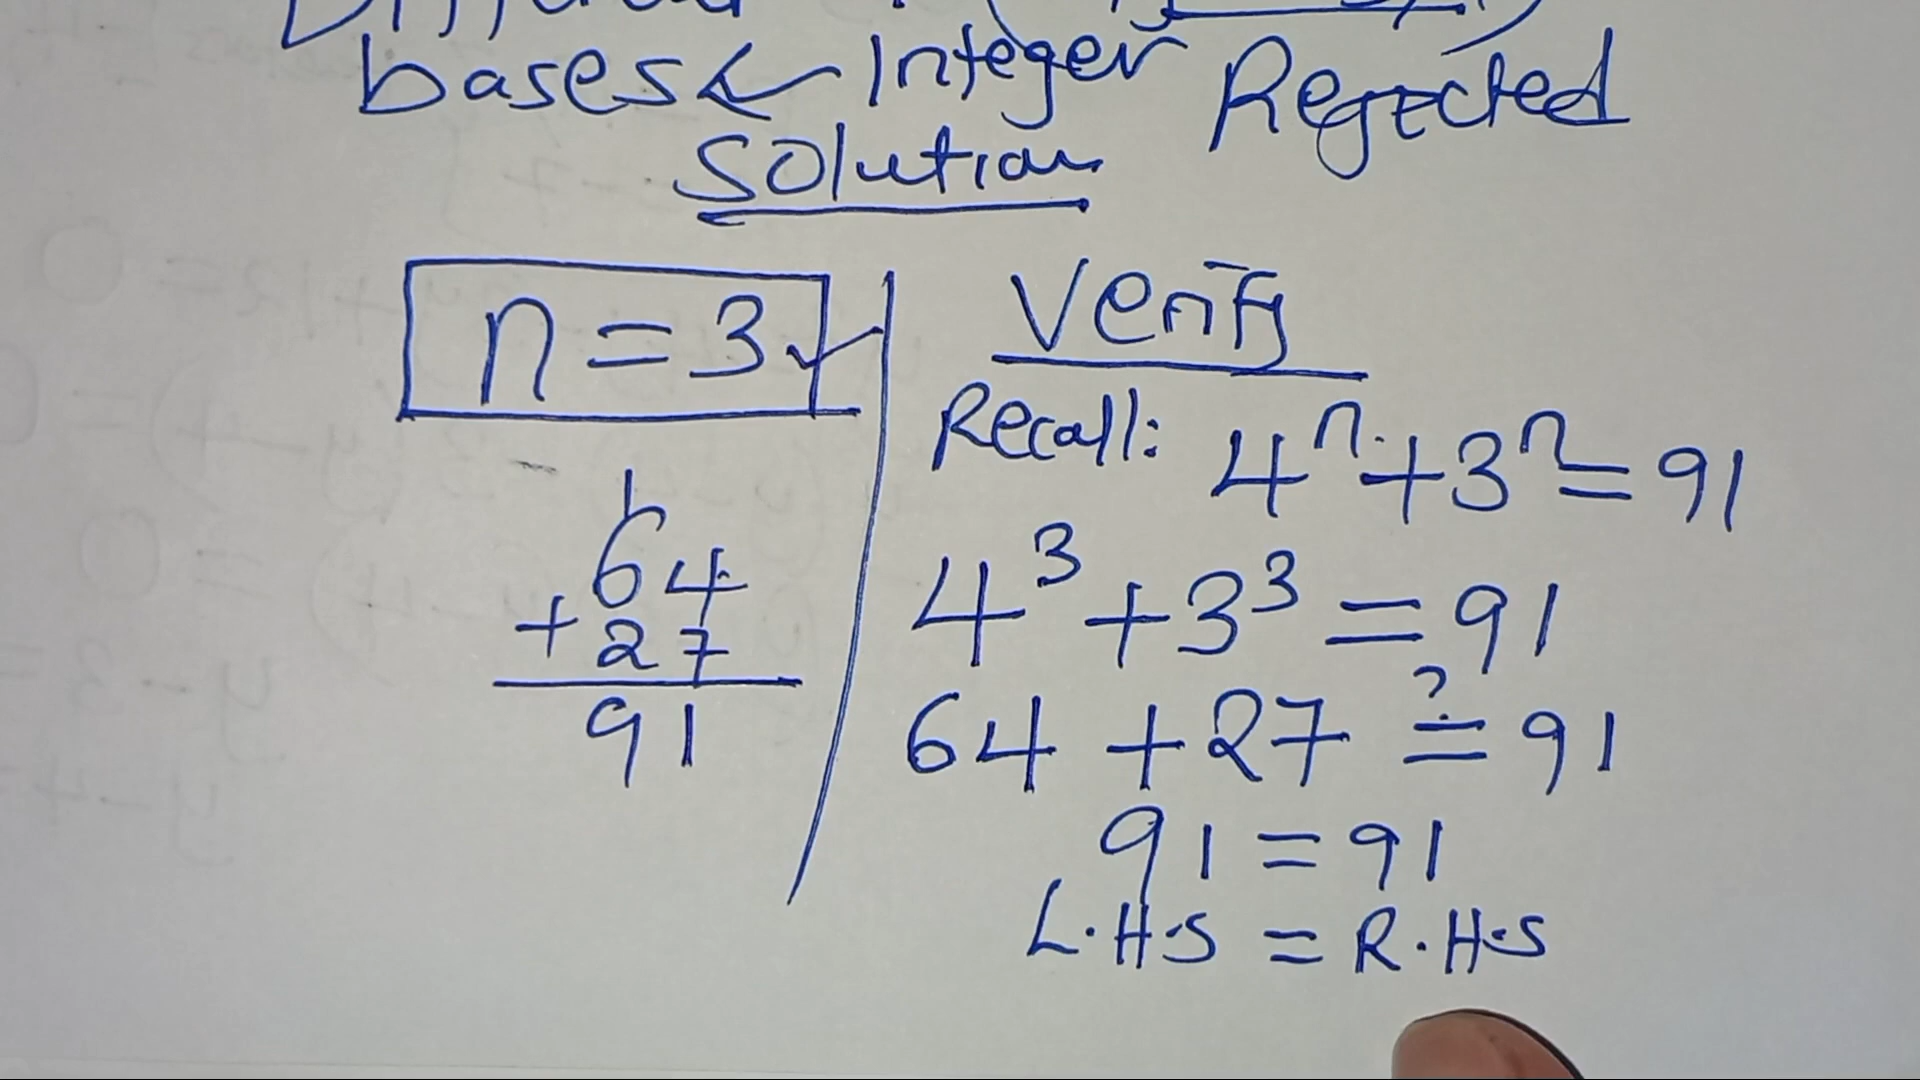 bases ← Integer Rejected
Solution
n = 3 ✓
1
64
+ 27
91
Verify
Recall: 4ⁿ + 3ⁿ = 91
4³ + 3³ = 91
64 + 27 ≟ 91
91 = 91
L.H.S = R.H.S